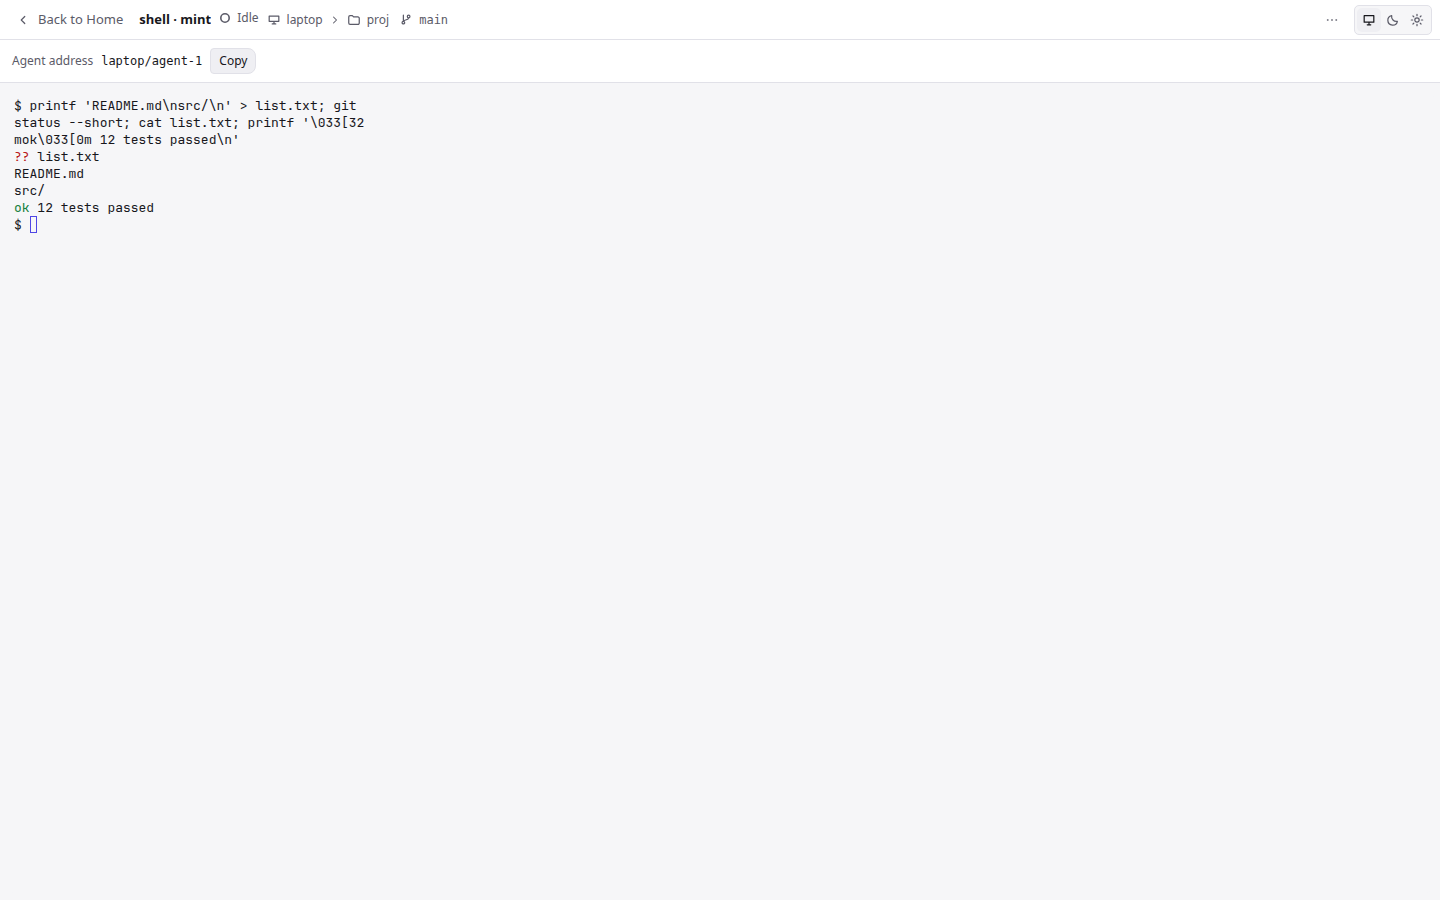 Back to Home shell · mint Idle laptop proj main
Agent address laptop/agent-1 Copy
$ printf 'README.md\nsrc/\n' > list.txt; git
status --short; cat list.txt; printf '\033[32
mok\033[0m 12 tests passed\n'
?? list.txt
README.md
src/
ok 12 tests passed
$